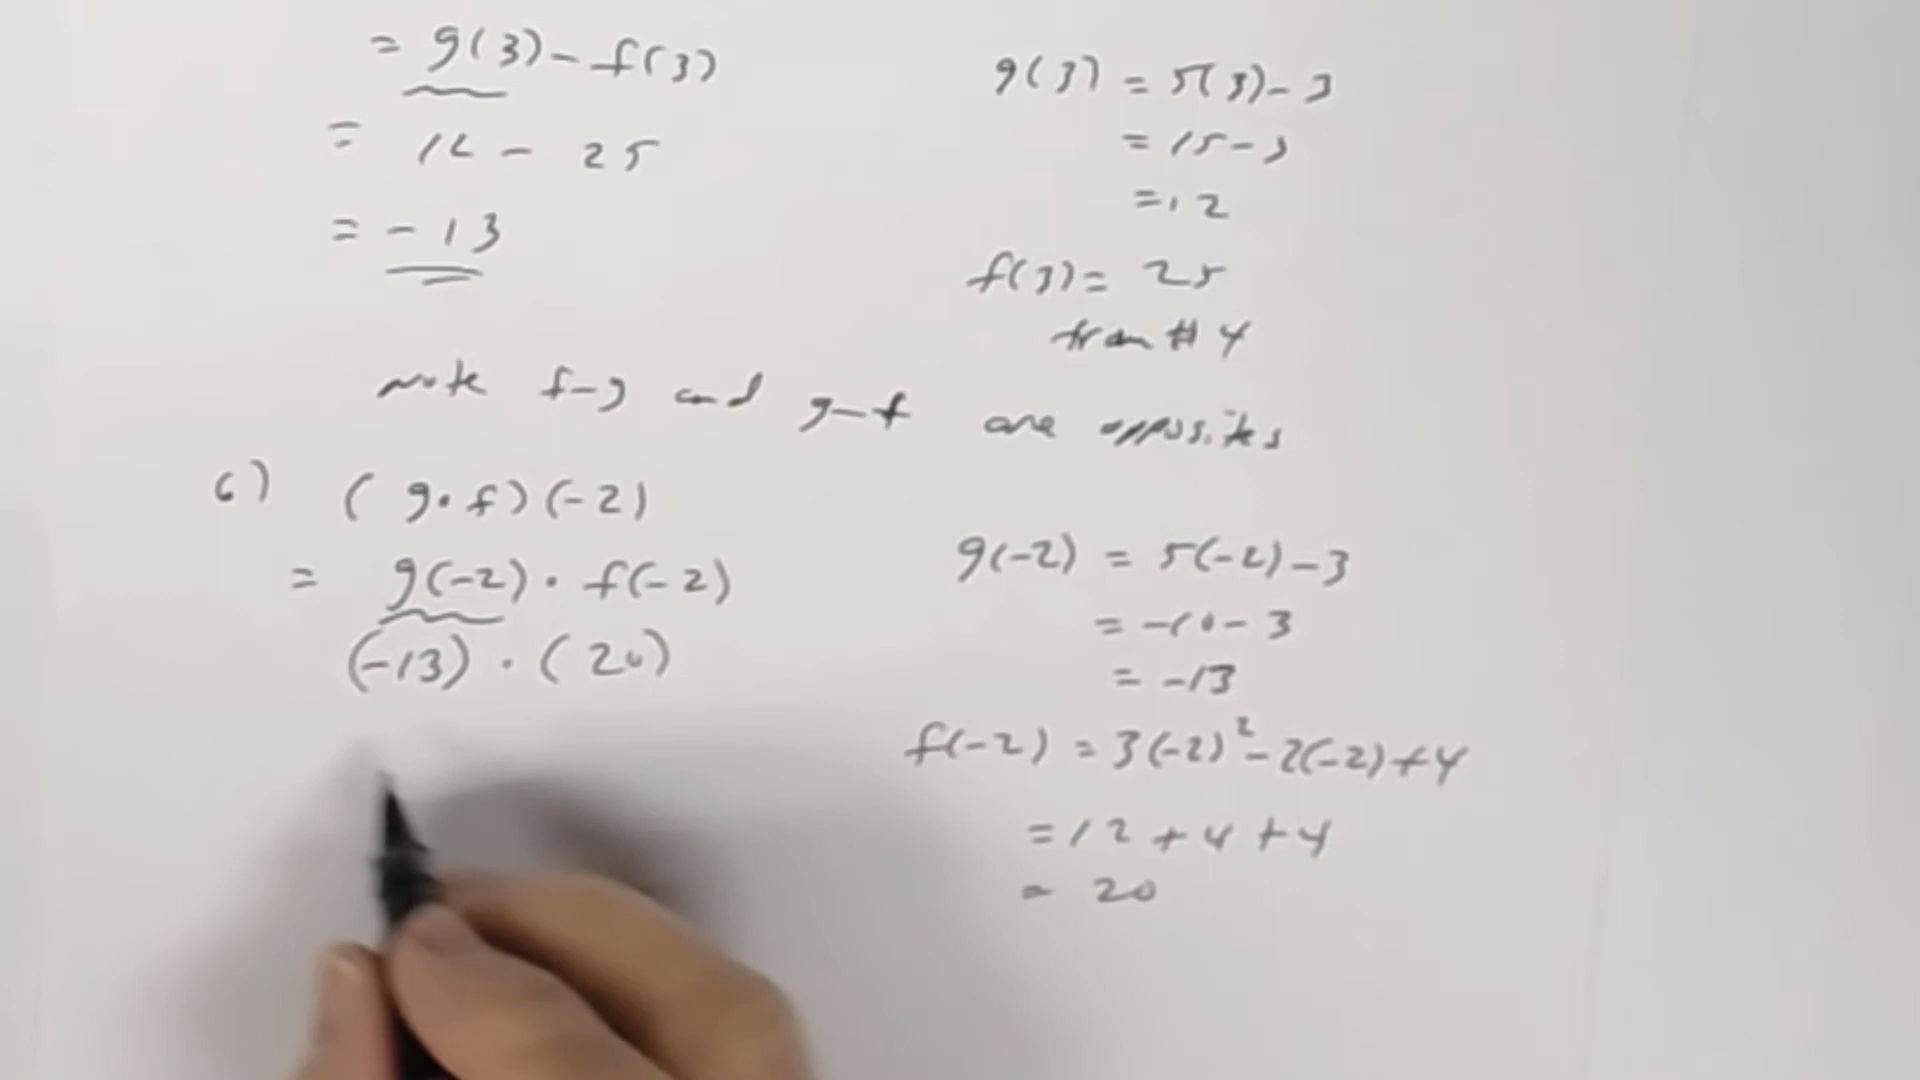 = g(3) - f(3)
= 12 - 25
= -13
g(3) = 5(3) - 3
= 15 - 3
= 12
f(3) = 25
from # 4
note f-g and g-f are opposites
6) (g·f)(-2)
= g(-2) · f(-2)
(-13) · (20)
g(-2) = 5(-2) - 3
= -10 - 3
= -13
f(-2) = 3(-2)² - 2(-2) + 4
= 12 + 4 + 4
= 20